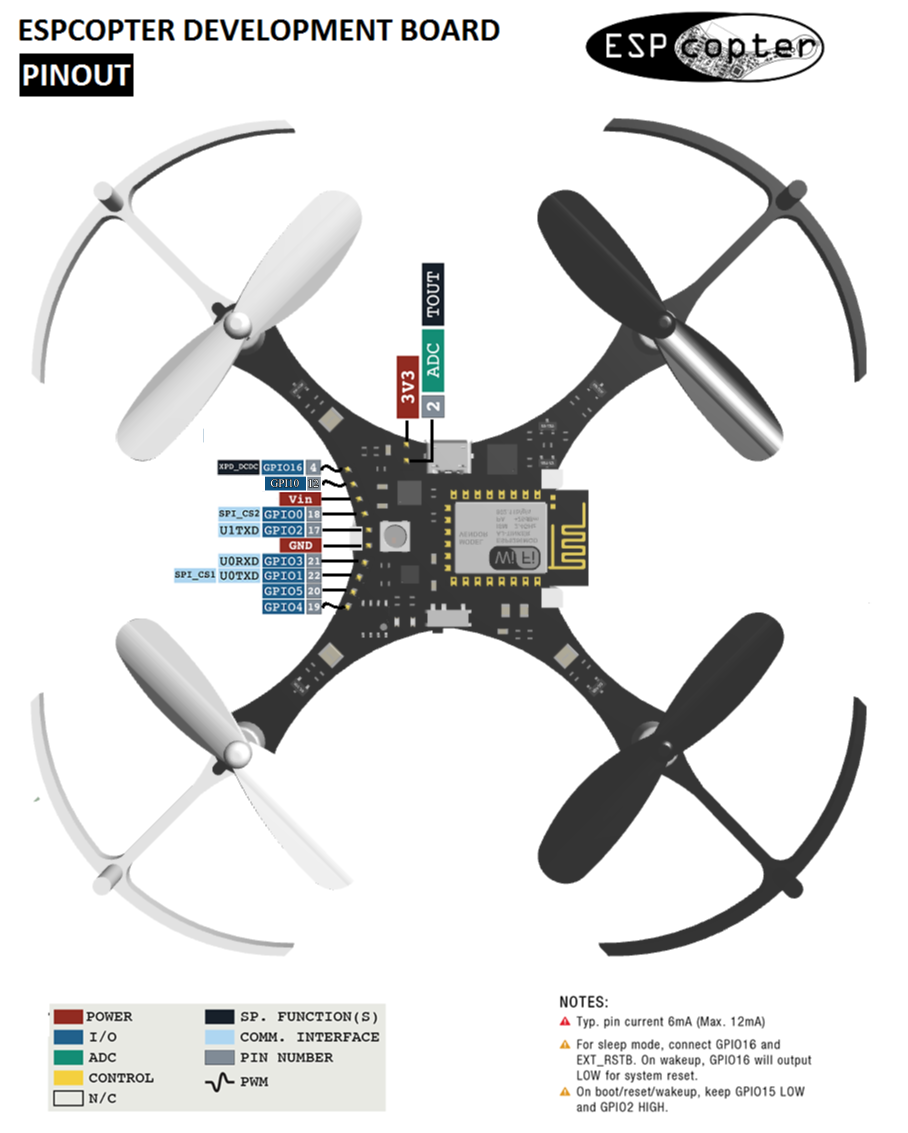 ESPCOPTER DEVELOPMENT BOARD
PINOUT
ESP copter
TOUT
ADC
2
3V3
XPD_DCDC GPIO16 4
GPI10 12
Vin
SPI_CS2 GPIO0 18
U1TXD GPIO2 17
GND
U0RXD GPIO3 21
SPI_CS1 U0TXD GPIO1 22
GPIO5 20
GPIO4 19
WiFi
POWER
I/O
ADC
CONTROL
N/C
SP. FUNCTION(S)
COMM. INTERFACE
PIN NUMBER
PWM
NOTES:
Typ. pin current 6mA (Max. 12mA)
For sleep mode, connect GPIO16 and
EXT_RSTB. On wakeup, GPIO16 will output
LOW for system reset.
On boot/reset/wakeup, keep GPIO15 LOW
and GPIO2 HIGH.